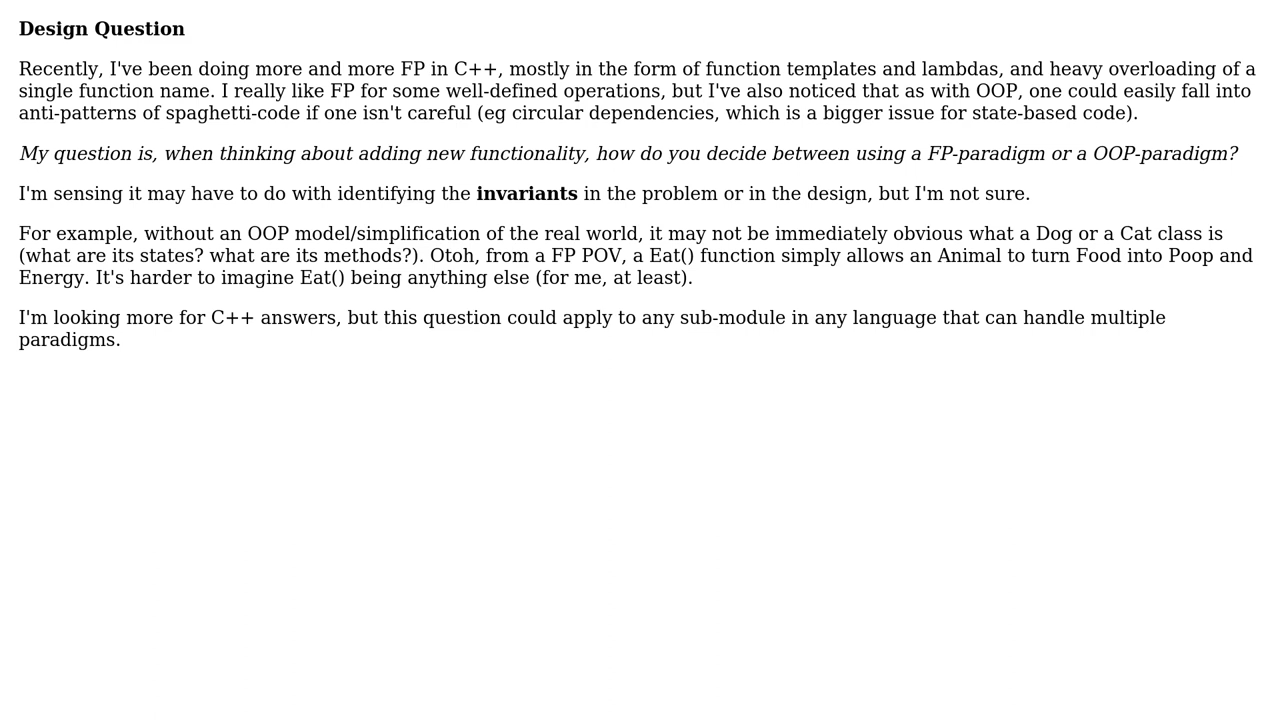 Design Question
Recently, I've been doing more and more FP in C++, mostly in the form of function templates and lambdas, and heavy overloading of a
single function name. I really like FP for some well-defined operations, but I've also noticed that as with OOP, one could easily fall into
anti-patterns of spaghetti-code if one isn't careful (eg circular dependencies, which is a bigger issue for state-based code).
My question is, when thinking about adding new functionality, how do you decide between using a FP-paradigm or a OOP-paradigm?
I'm sensing it may have to do with identifying the invariants in the problem or in the design, but I'm not sure.
For example, without an OOP model/simplification of the real world, it may not be immediately obvious what a Dog or a Cat class is
(what are its states? what are its methods?). Otoh, from a FP POV, a Eat() function simply allows an Animal to turn Food into Poop and
Energy. It's harder to imagine Eat() being anything else (for me, at least).
I'm looking more for C++ answers, but this question could apply to any sub-module in any language that can handle multiple
paradigms.